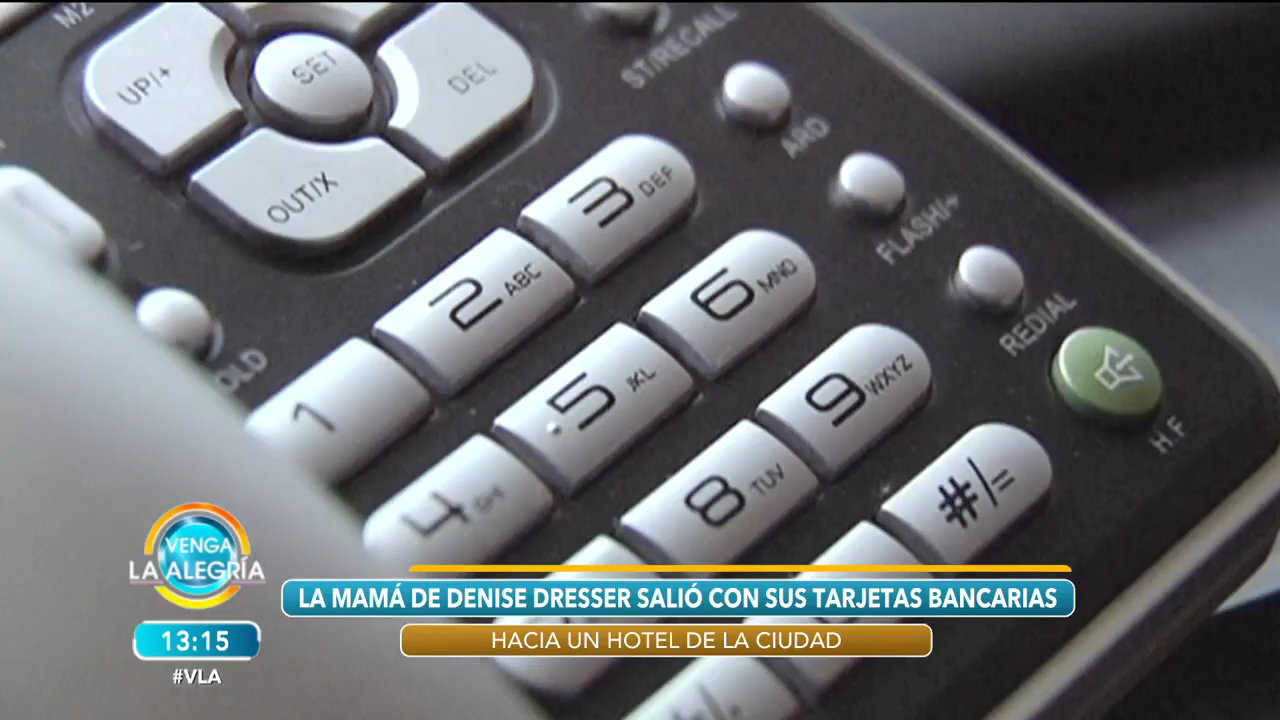 M2
UP/+
SET
DEL
OUT/X
ST/RECALL
ARD
FLASH/+
REDIAL
H.F
OLD
1
2 ABC
3 DEF
4 GHI
5 JKL
6 MNO
8 TUV
9 WXYZ
#/=
VENGA
LA ALEGRÍA
13:15
#VLA
LA MAMÁ DE DENISE DRESSER SALIÓ CON SUS TARJETAS BANCARIAS
HACIA UN HOTEL DE LA CIUDAD